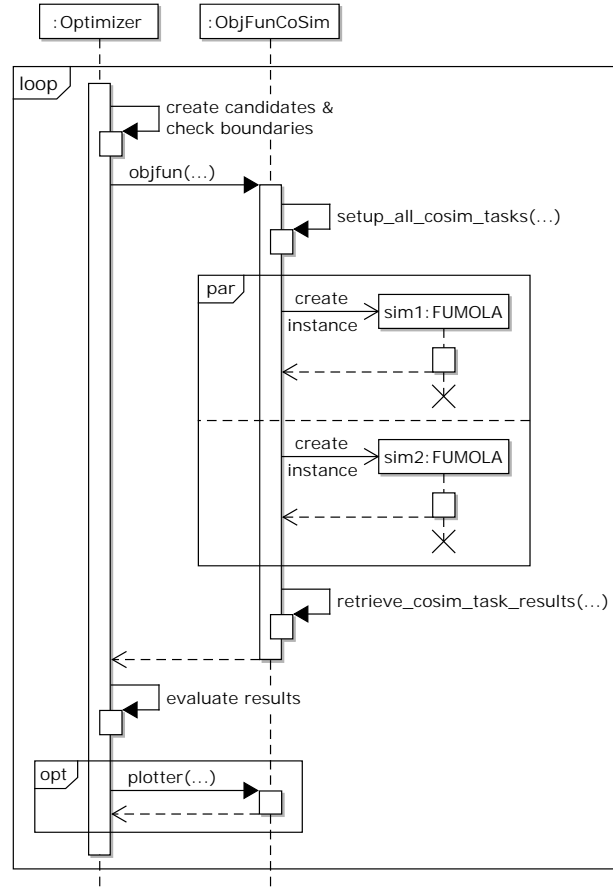 :Optimizer
:ObjFunCoSim
loop
create candidates &
check boundaries
objfun(...)
setup_all_cosim_tasks(...)
par
create
instance
sim1:FUMOLA
create
instance
sim2:FUMOLA
retrieve_cosim_task_results(...)
evaluate results
opt
plotter(...)